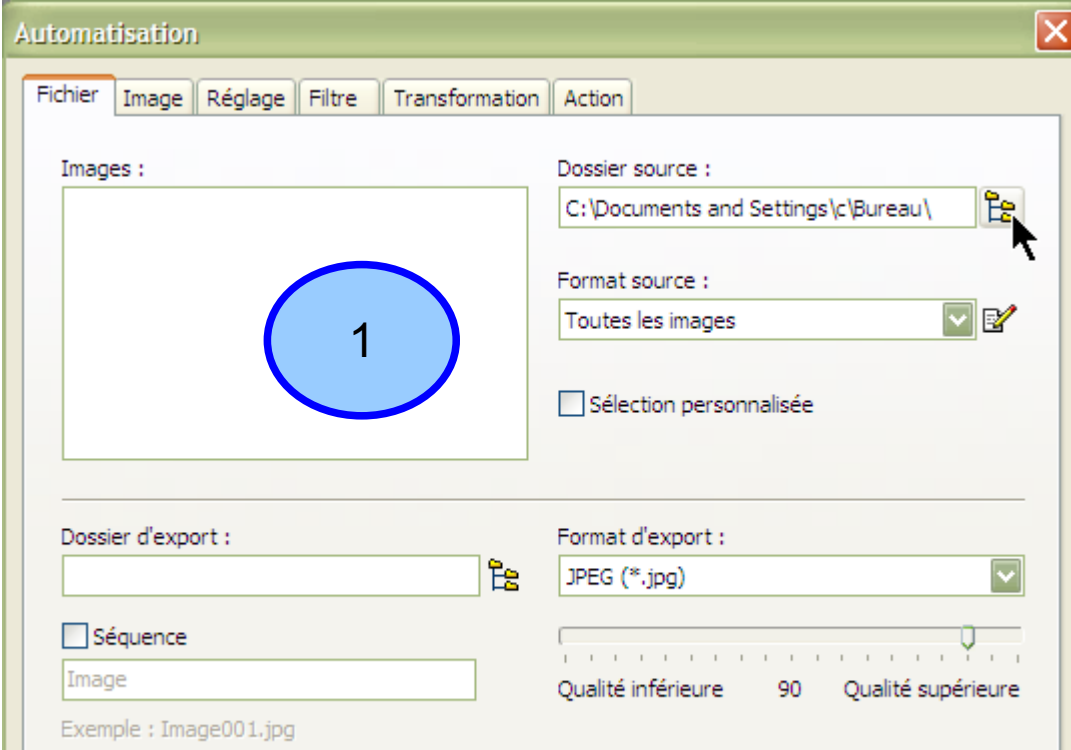 Automatisation
Fichier Image Réglage Filtre Transformation Action
Images :
1
Dossier source :
C:\Documents and Settings\c\Bureau\
Format source :
Toutes les images
Sélection personnalisée
Dossier d'export :
Format d'export :
JPEG (*.jpg)
Séquence
Image
Exemple : Image001.jpg
Qualité inférieure 90 Qualité supérieure